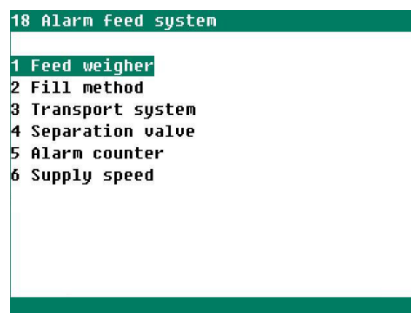 18 Alarm feed system
1 Feed weigher
2 Fill method
3 Transport system
4 Separation valve
5 Alarm counter
6 Supply speed